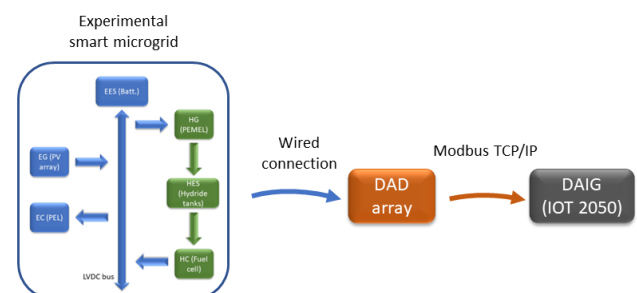 Experimental
smart microgrid
EES (Batt.)
HG
(PEMEL)
EG (PV
array)
HES
(Hydride
tanks)
EC (PEL)
HC (Fuel
cell)
LVDC bus
Wired
connection
DAD
array
Modbus TCP/IP
DAIG
(IOT 2050)